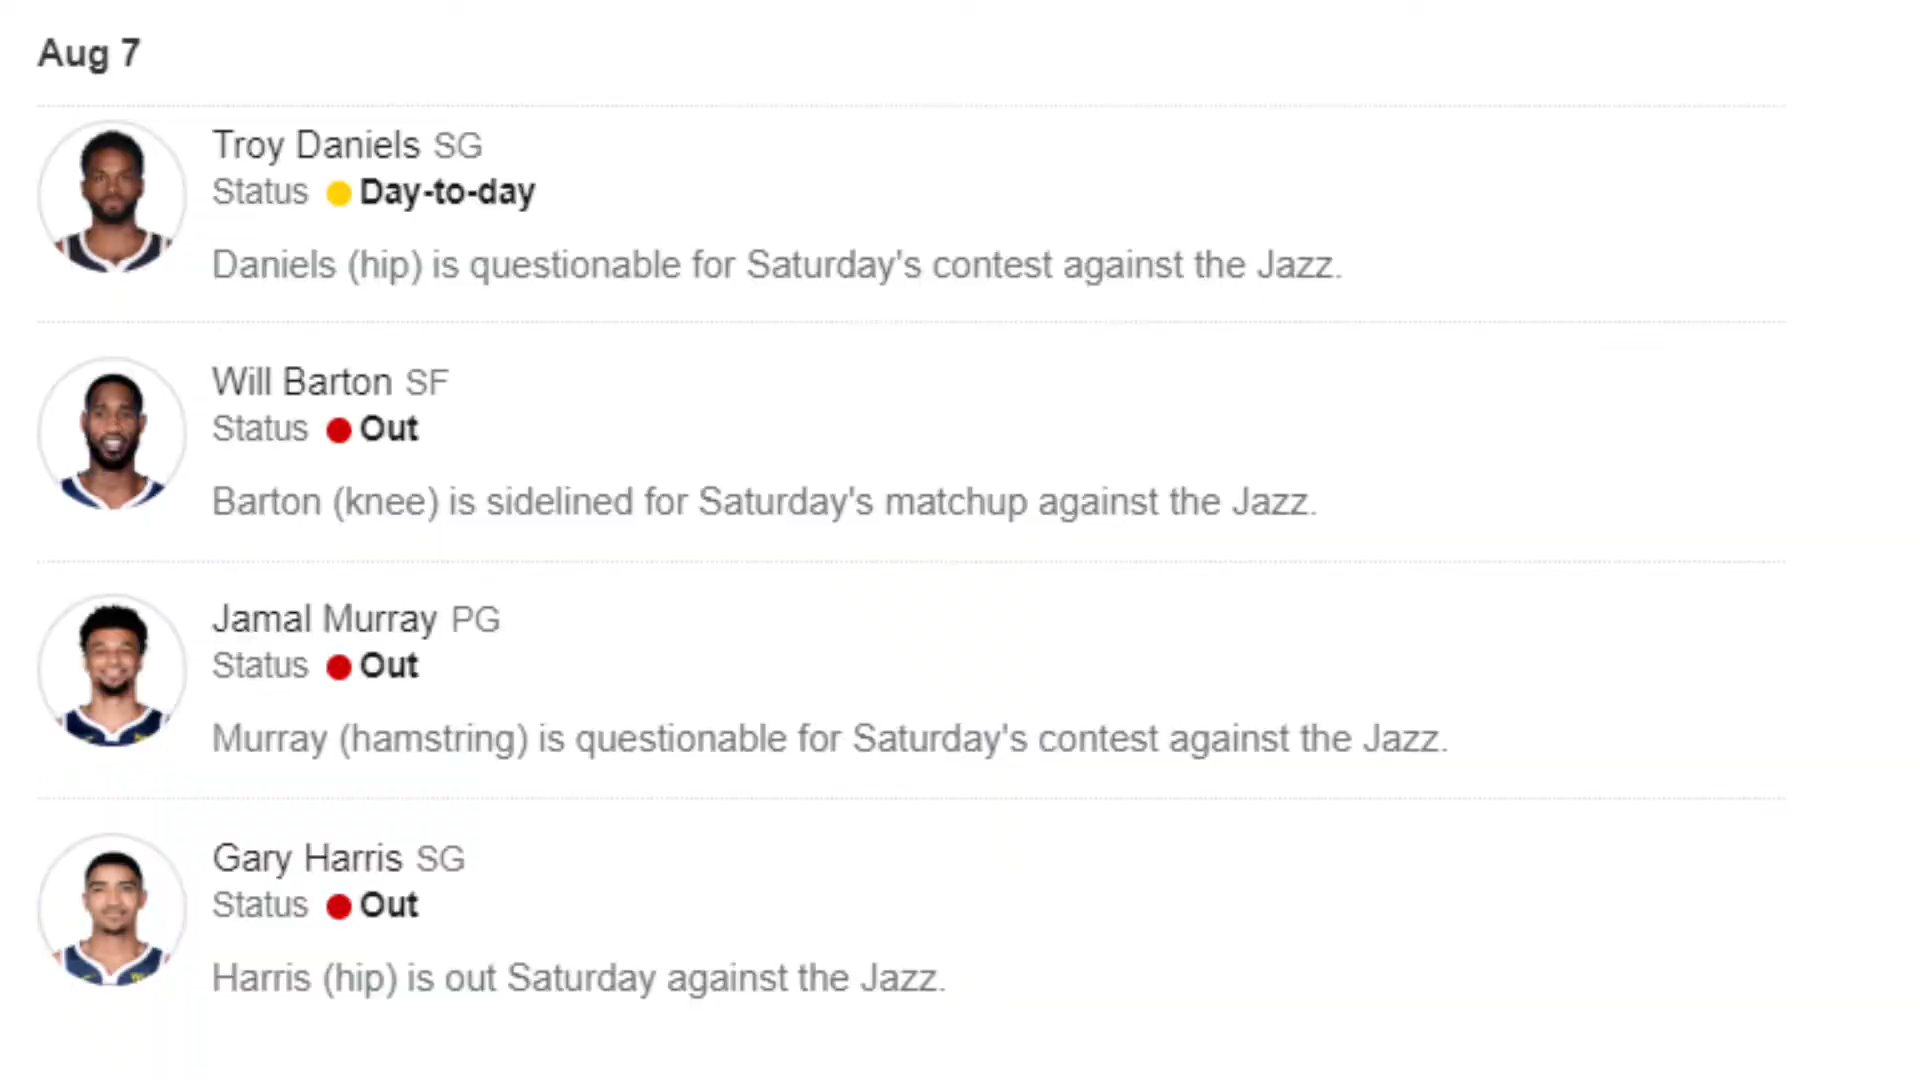 Aug 7
Troy Daniels SG
Status Day-to-day
Daniels (hip) is questionable for Saturday's contest against the Jazz.
Will Barton SF
Status Out
Barton (knee) is sidelined for Saturday's matchup against the Jazz.
Jamal Murray PG
Status Out
Murray (hamstring) is questionable for Saturday's contest against the Jazz.
Gary Harris SG
Status Out
Harris (hip) is out Saturday against the Jazz.